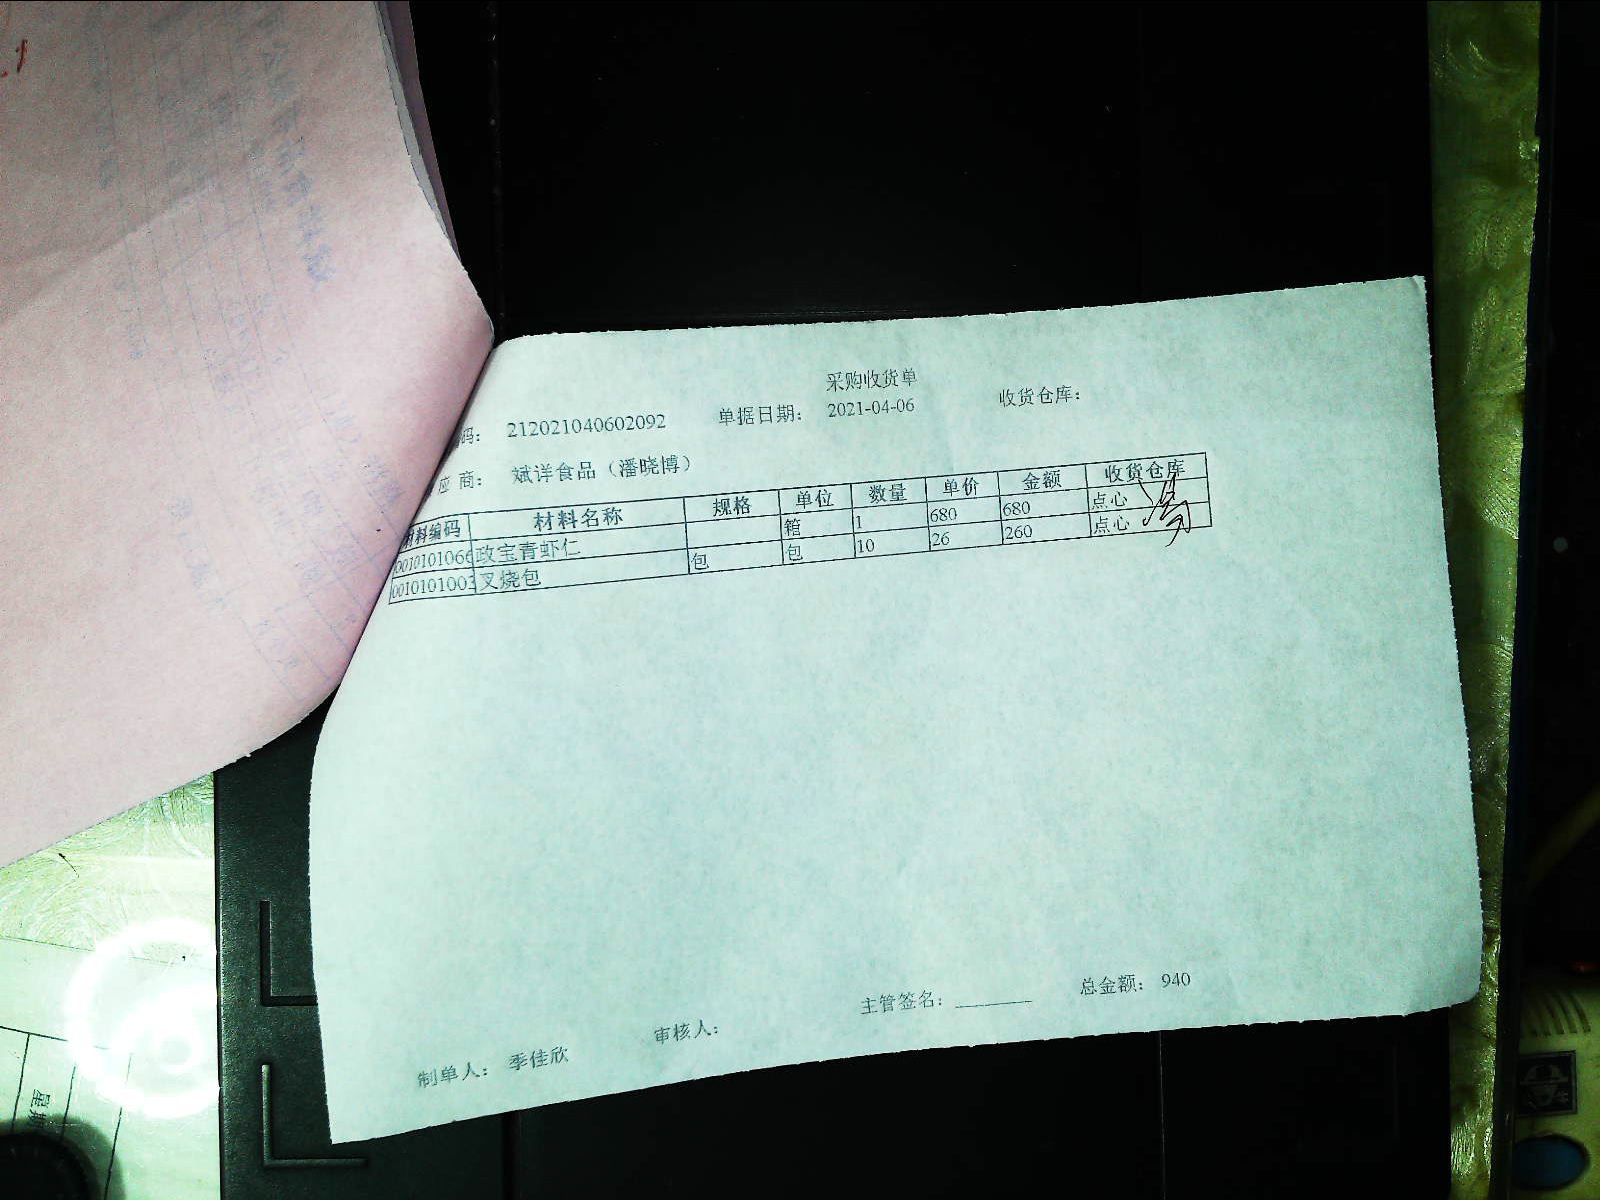 采购收货单
码： 212021040602092 单据日期： 2021-04-06 收货仓库：
应 商： 斌洋食品（潘晓博）
材料编码 材料名称 规格 单位 数量 单价 金额 收货仓库
0010101066 政宝青虾仁 箱 1 680 680 点心
0010101003 叉烧包 包 包 10 26 260 点心
主管签名： 总金额： 940
制单人： 季佳欣 审核人：
星期